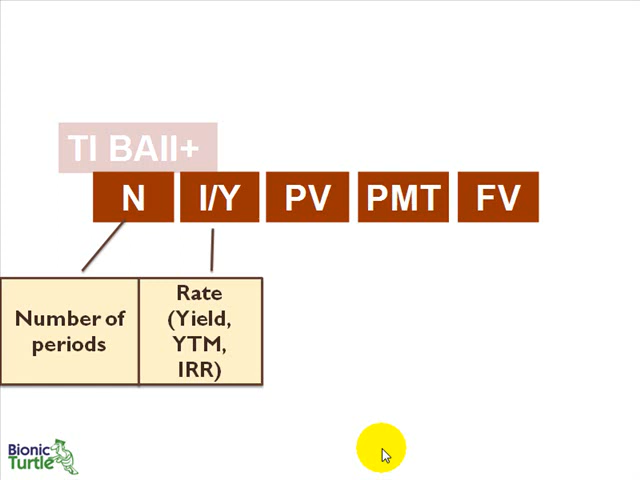 TI BAII+
N I/Y PV PMT FV
Number of
periods
Rate
(Yield,
YTM,
IRR)
Bionic
Turtle